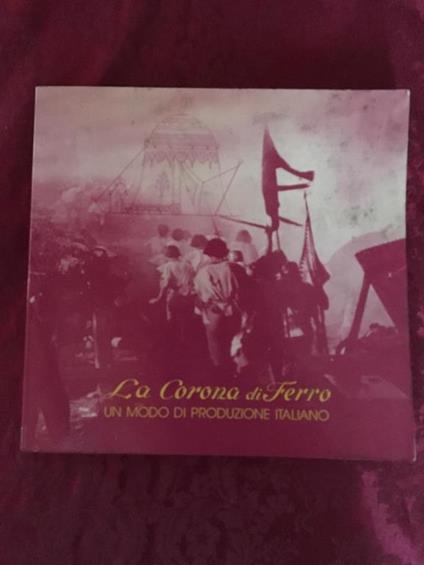 La Corona di Ferro
UN MODO DI PRODUZIONE ITALIANO